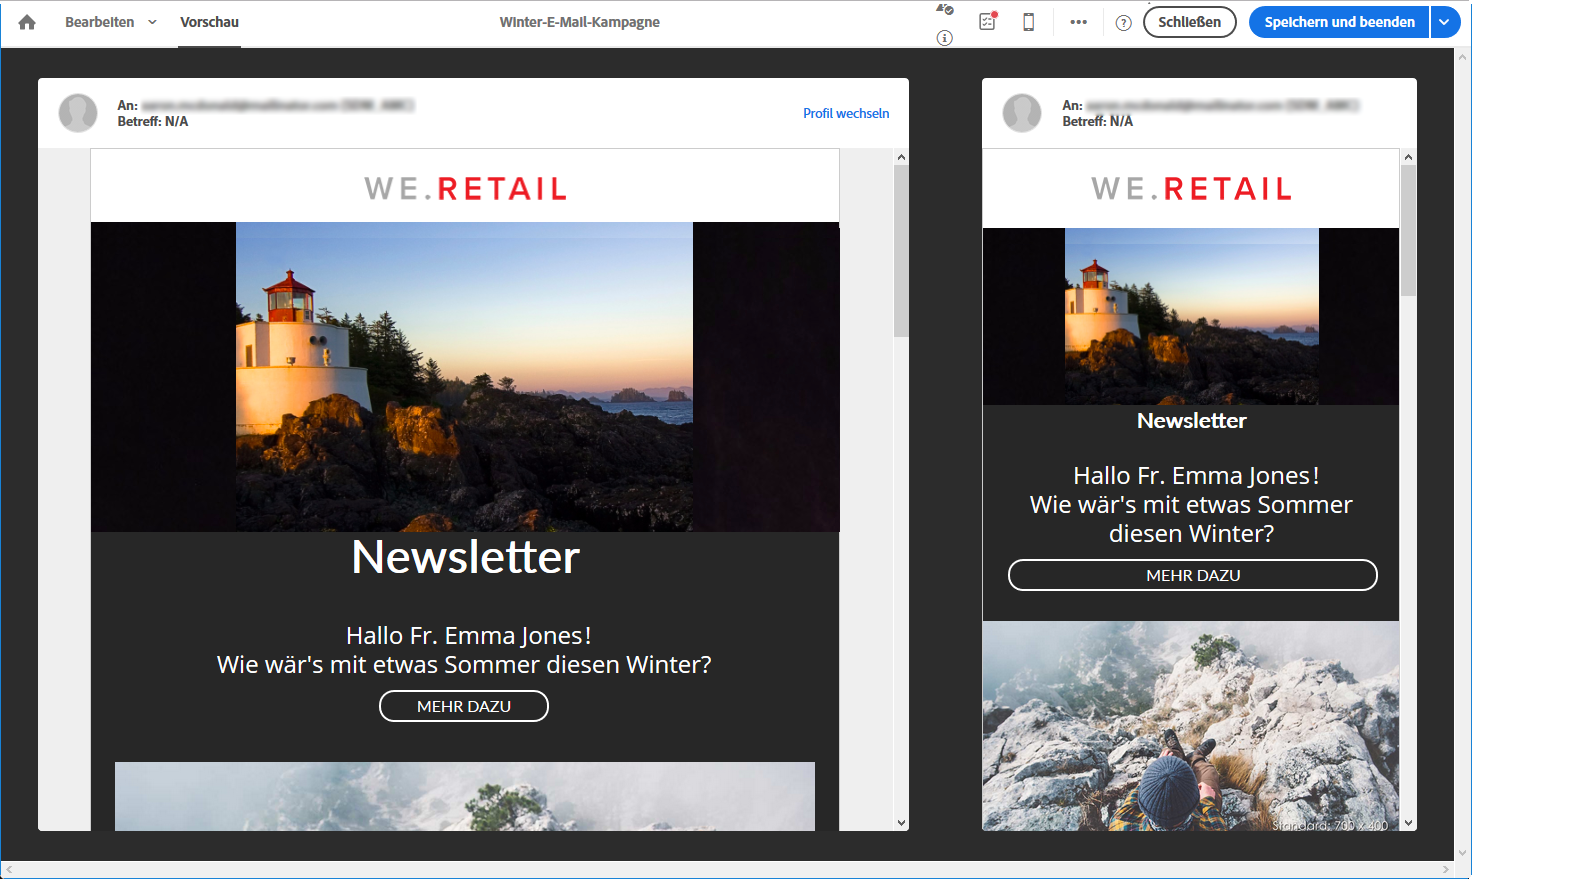 Bearbeiten
Vorschau
Winter-E-Mail-Kampagne
Schließen
Speichern und beenden
An:
Betreff: N/A
Profil wechseln
WE.RETAIL
Newsletter
Hallo Fr. Emma Jones!
Wie wär's mit etwas Sommer diesen Winter?
MEHR DAZU
An:
Betreff: N/A
WE.RETAIL
Newsletter
Hallo Fr. Emma Jones!
Wie wär's mit etwas Sommer
diesen Winter?
MEHR DAZU
Standard: 700 x 400